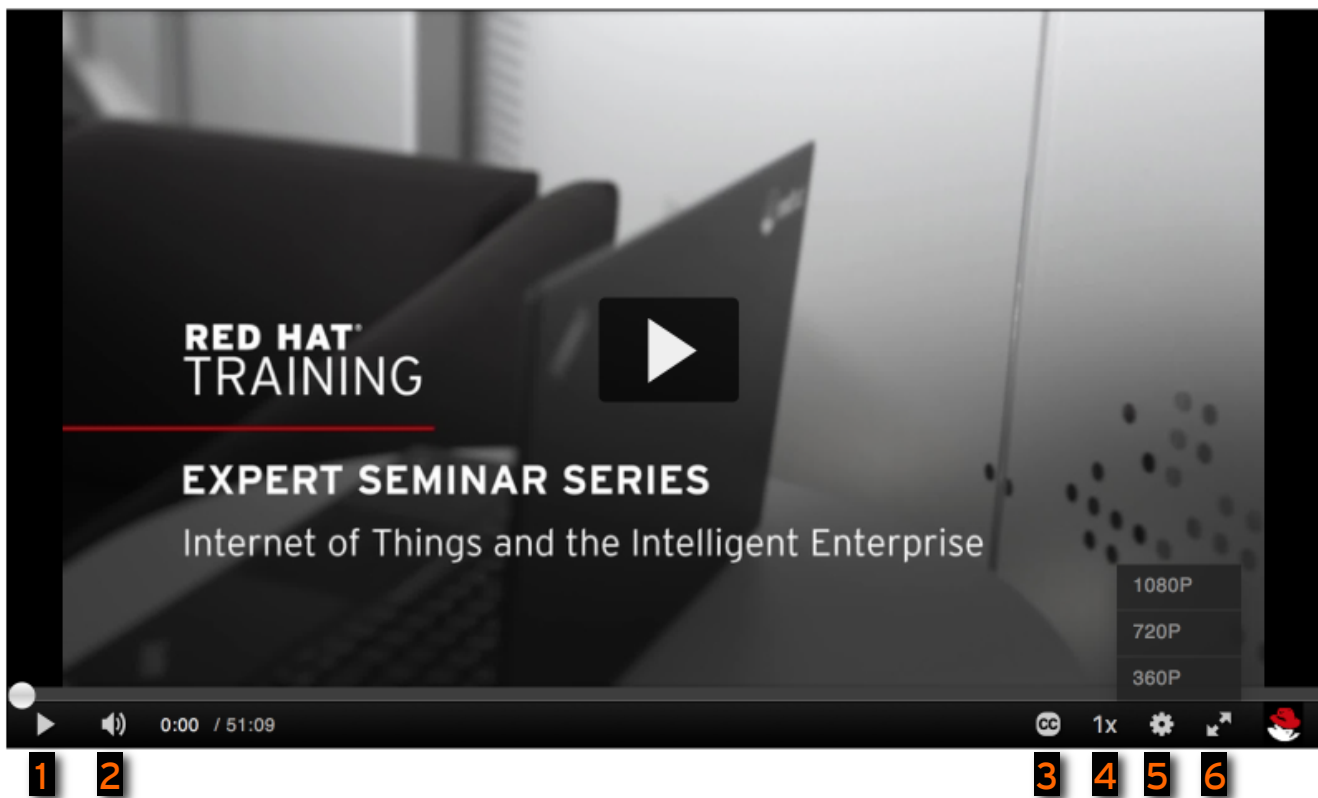 RED HAT®
TRAINING
EXPERT SEMINAR SERIES
Internet of Things and the Intelligent Enterprise
1080P
720P
360P
0:00 / 51:09
CC
1x
1
2
3
4
5
6